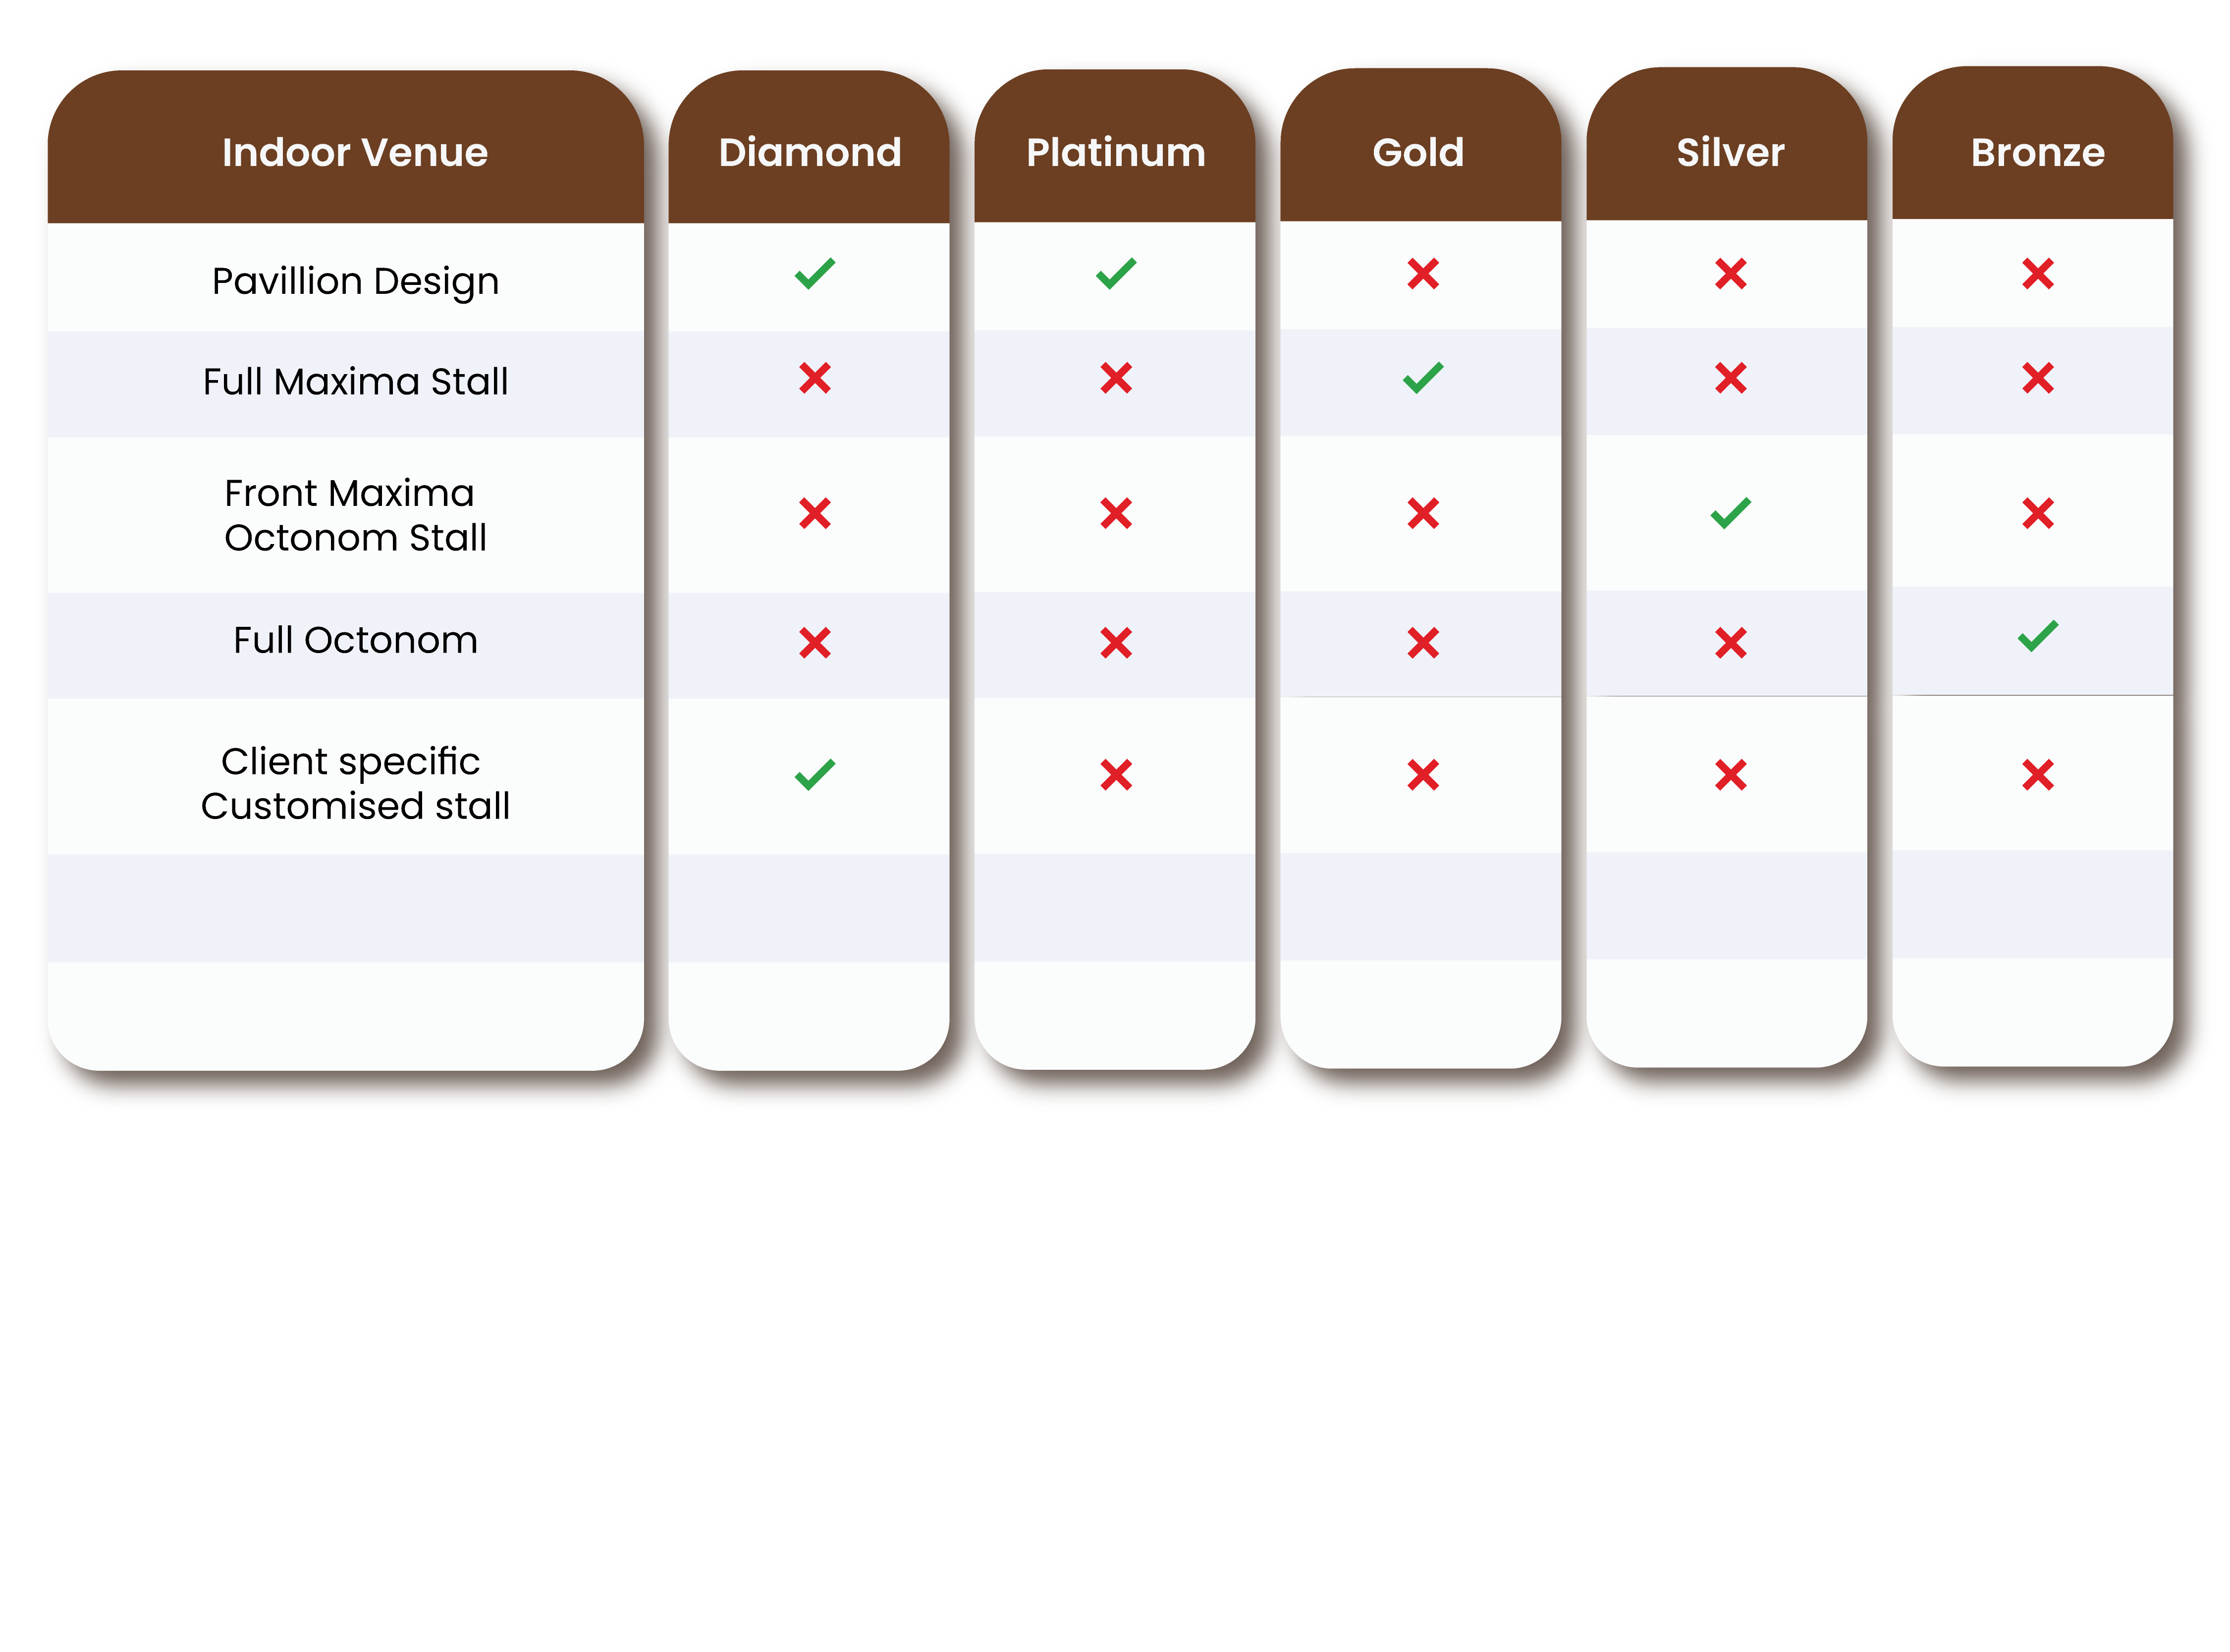 Indoor Venue Diamond Platinum Gold Silver Bronze
Pavillion Design
Full Maxima Stall
Front Maxima
Octonom Stall
Full Octonom
Client specific
Customised stall